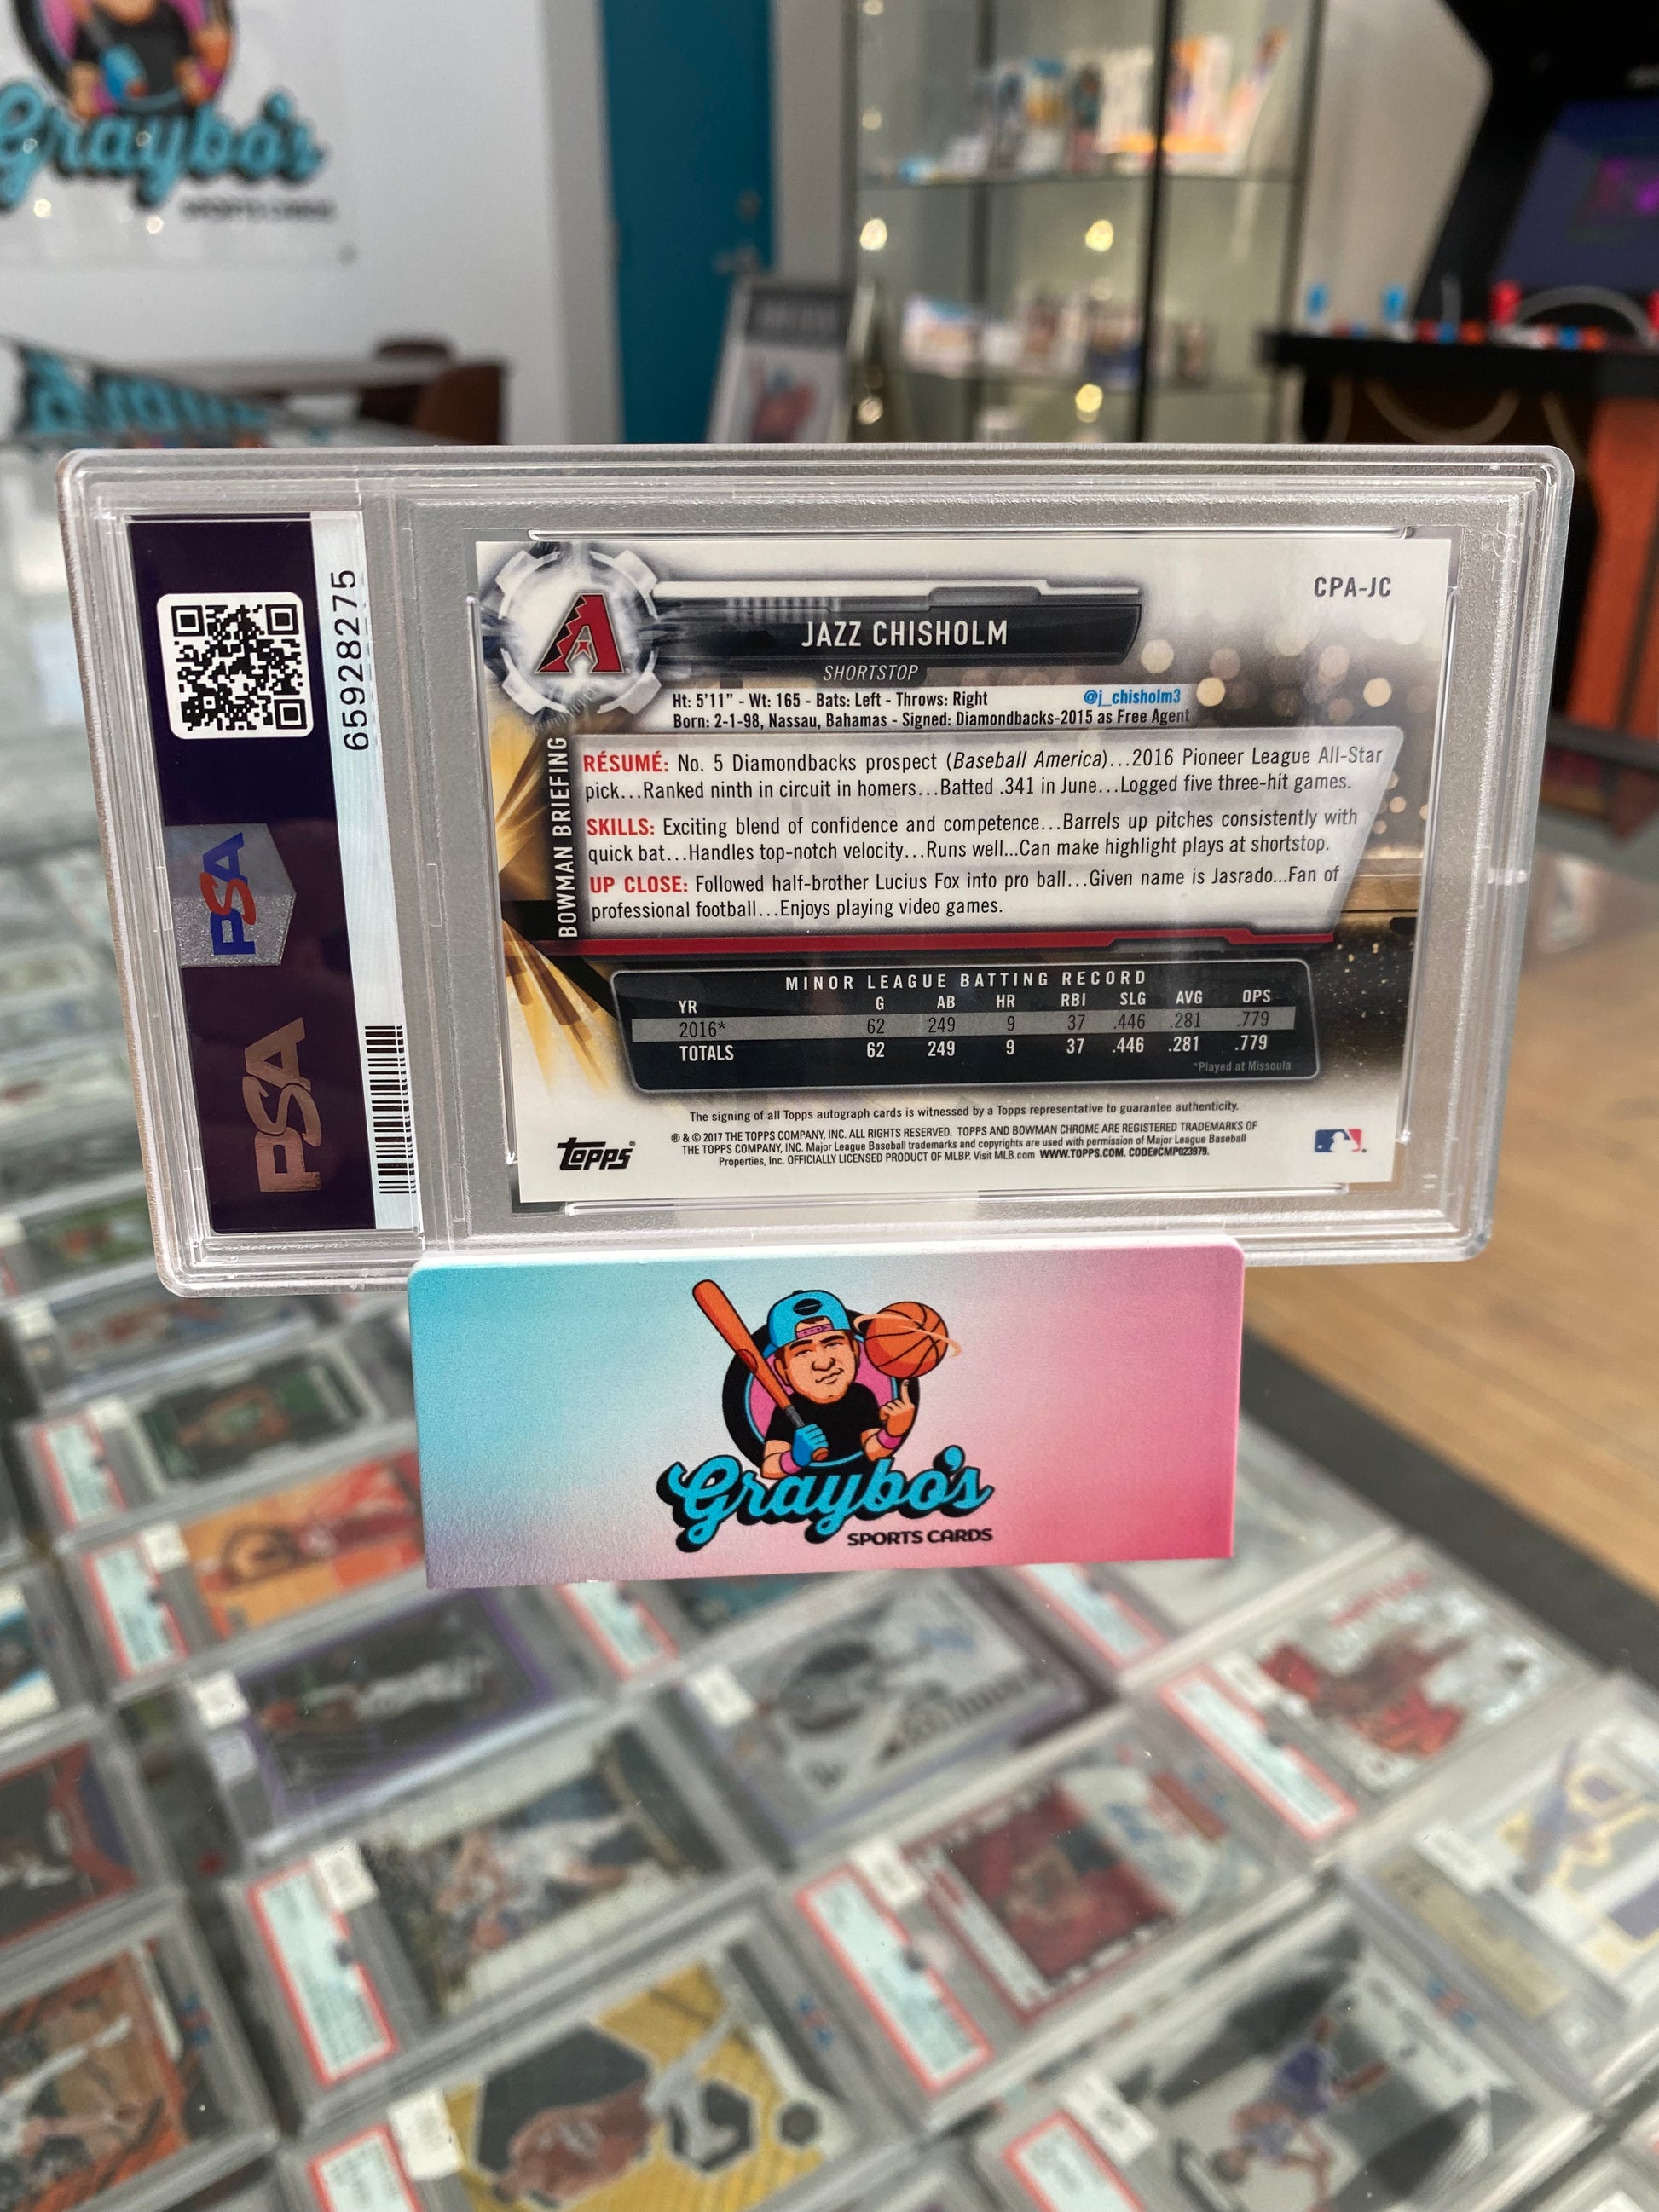 Graybo's
SPORTS CARDS
65928275
PSA
PSA
CPA-JC
A
JAZZ CHISHOLM
SHORTSTOP
Ht: 5'11" - Wt: 165 - Bats: Left - Throws: Right
@j_chisholm3
Born: 2-1-98, Nassau, Bahamas - Signed: Diamondbacks-2015 as Free Agent
BOWMAN BRIEFING
RÉSUMÉ: No. 5 Diamondbacks prospect (Baseball America)...2016 Pioneer League All-Star
pick...Ranked ninth in circuit in homers...Batted .341 in June...Logged five three-hit games.
SKILLS: Exciting blend of confidence and competence...Barrels up pitches consistently with
quick bat...Handles top-notch velocity...Runs well...Can make highlight plays at shortstop.
UP CLOSE: Followed half-brother Lucius Fox into pro ball...Given name is Jasrado...Fan of
professional football...Enjoys playing video games.
MINOR LEAGUE BATTING RECORD
YR G AB HR RBI SLG AVG OPS
2016* 62 249 9 37 .446 .281 .779
TOTALS 62 249 9 37 .446 .281 .779
*Played at Missoula
The signing of all Topps autograph cards is witnessed by a Topps representative to guarantee authenticity.
Topps®
® & © 2017 THE TOPPS COMPANY, INC. ALL RIGHTS RESERVED. TOPPS AND BOWMAN CHROME ARE REGISTERED TRADEMARKS OF
THE TOPPS COMPANY, INC. Major League Baseball trademarks and copyrights are used with permission of Major League Baseball
Properties, Inc. OFFICIALLY LICENSED PRODUCT OF MLBP. Visit MLB.com WWW.TOPPS.COM. CODE#CMP023979.
Graybo's
SPORTS CARDS